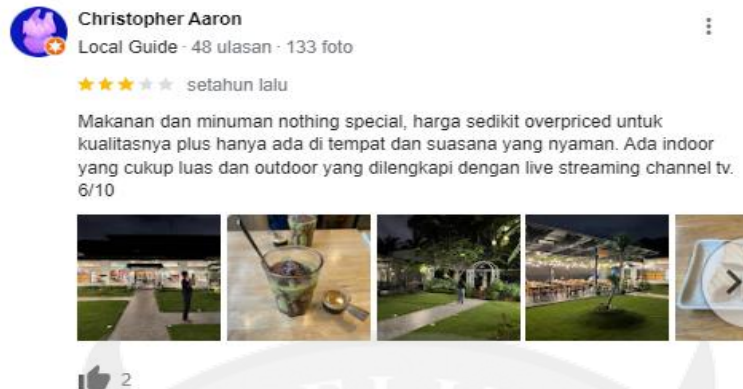 Christopher Aaron
Local Guide · 48 ulasan · 133 foto
setahun lalu
Makanan dan minuman nothing special, harga sedikit overpriced untuk
kualitasnya plus hanya ada di tempat dan suasana yang nyaman. Ada indoor
yang cukup luas dan outdoor yang dilengkapi dengan live streaming channel tv.
6/10
2